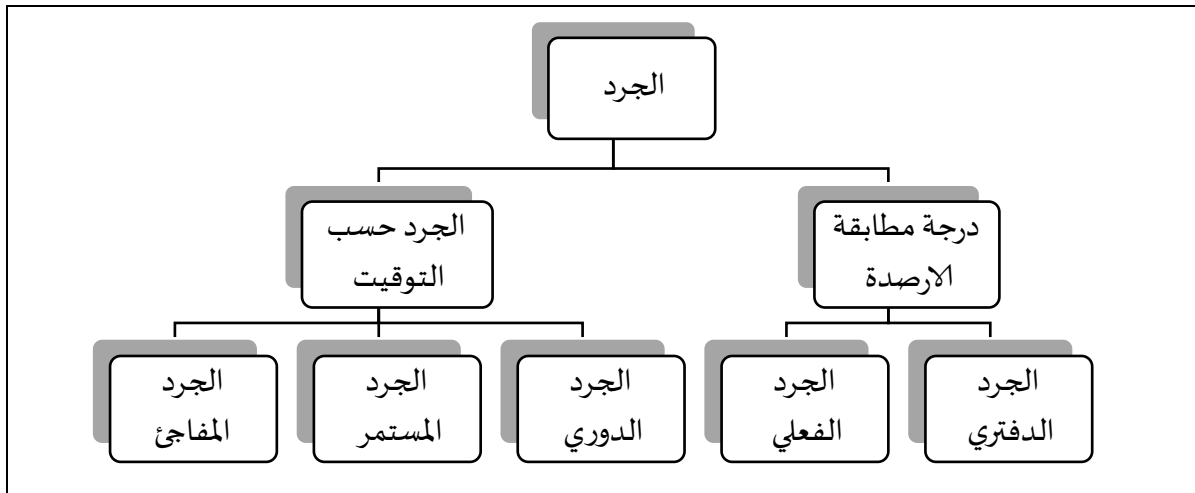 الجرد
درجة مطابقة
الارصدة
الجرد حسب
التوقيت
الجرد
الدفتري
الجرد
الفعلي
الجرد
الدوري
الجرد
المستمر
الجرد
المفاجئ